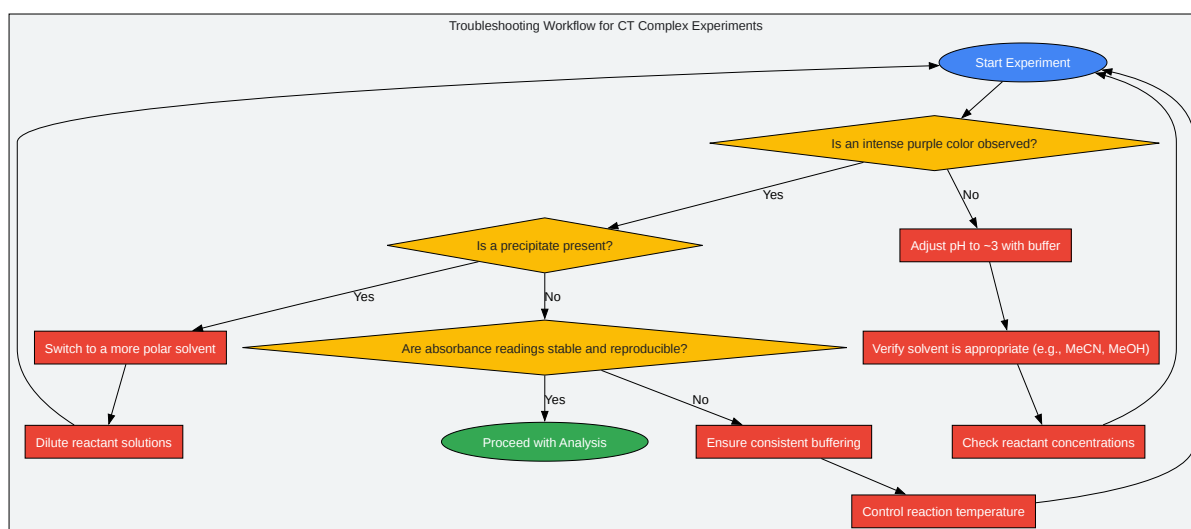 Troubleshooting Workflow for CT Complex Experiments
Start Experiment
Is an intense purple color observed?
Yes
No
Is a precipitate present?
Adjust pH to ~3 with buffer
Yes
No
Switch to a more polar solvent
Are absorbance readings stable and reproducible?
Verify solvent is appropriate (e.g., MeCN, MeOH)
Yes
No
Dilute reactant solutions
Proceed with Analysis
Ensure consistent buffering
Check reactant concentrations
Control reaction temperature